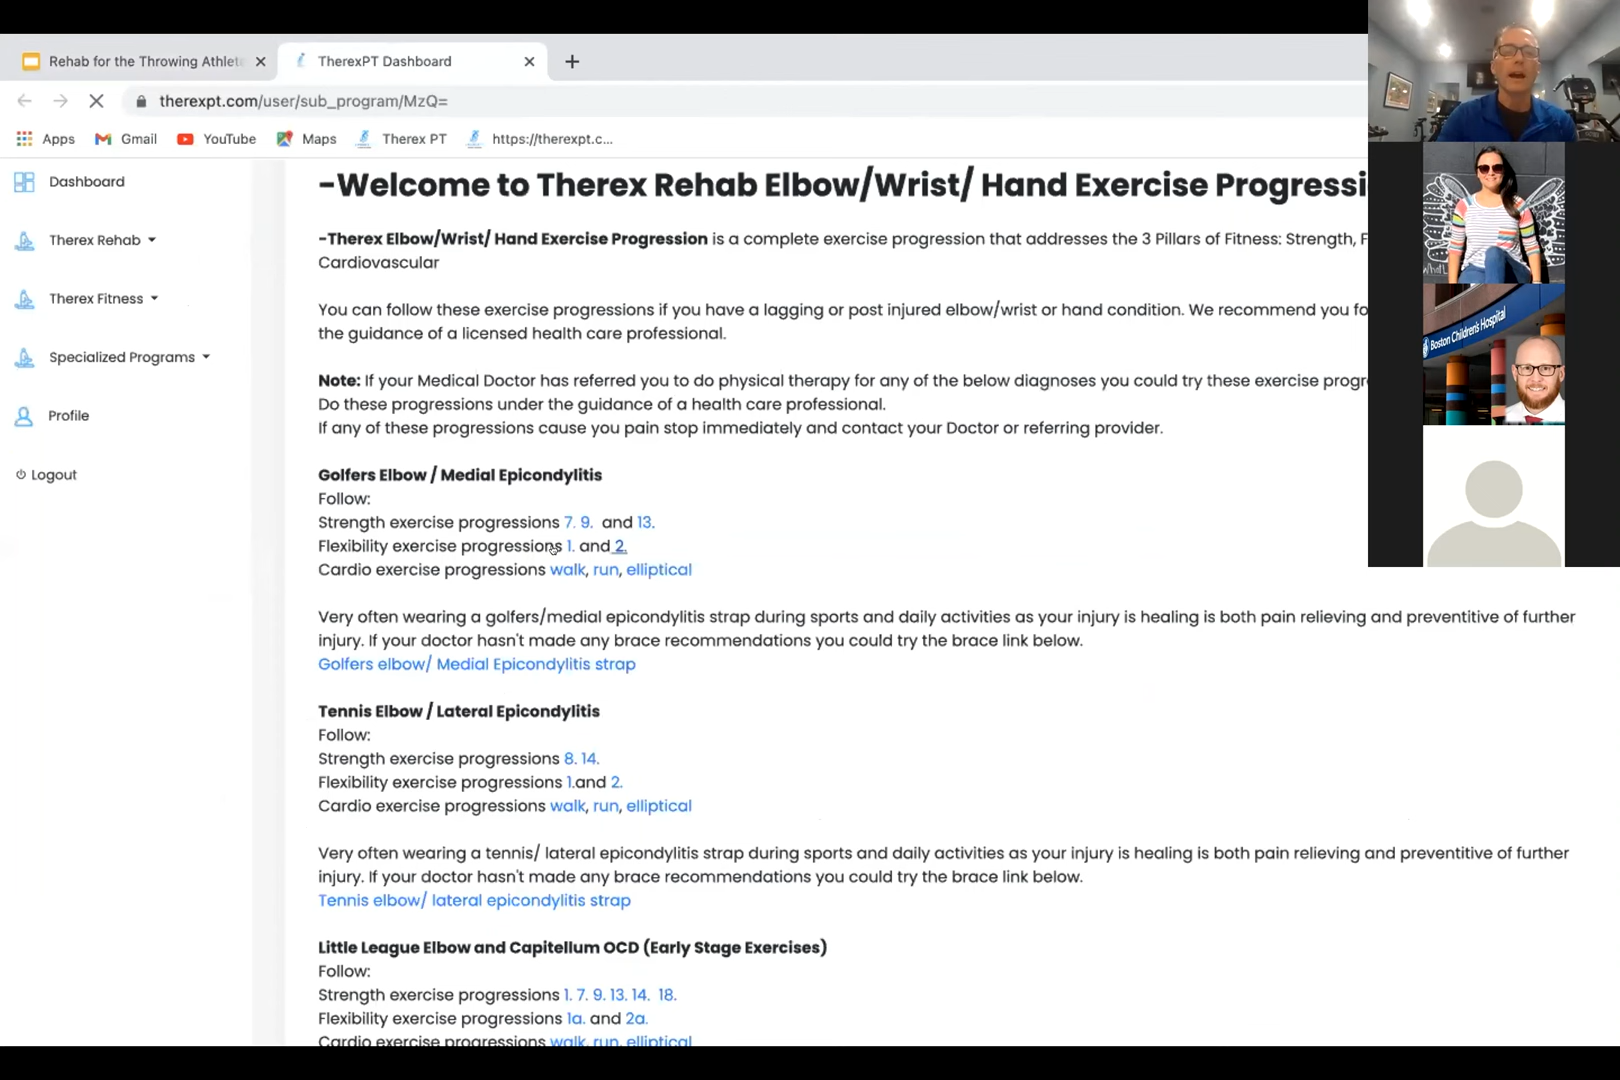 Rehab for the Throwing Athlet
TherexPT Dashboard
therexpt.com/user/sub_program/MzQ=
Apps
Gmail
YouTube
Maps
Therex PT
https://therexpt.c...
Dashboard
Therex Rehab
Therex Fitness
Specialized Programs
Profile
Logout
-Welcome to Therex Rehab Elbow/Wrist/ Hand Exercise Progressi
-Therex Elbow/Wrist/ Hand Exercise Progression is a complete exercise progression that addresses the 3 Pillars of Fitness: Strength, F
Cardiovascular
You can follow these exercise progressions if you have a lagging or post injured elbow/wrist or hand condition. We recommend you fo
the guidance of a licensed health care professional.
Note: If your Medical Doctor has referred you to do physical therapy for any of the below diagnoses you could try these exercise progr
Do these progressions under the guidance of a health care professional.
If any of these progressions cause you pain stop immediately and contact your Doctor or referring provider.
Golfers Elbow / Medial Epicondylitis
Follow:
Strength exercise progressions 7. 9. and 13.
Flexibility exercise progressions 1. and 2.
Cardio exercise progressions walk, run, elliptical
Very often wearing a golfers/medial epicondylitis strap during sports and daily activities as your injury is healing is both pain relieving and preventitive of further
injury. If your doctor hasn't made any brace recommendations you could try the brace link below.
Golfers elbow/ Medial Epicondylitis strap
Tennis Elbow / Lateral Epicondylitis
Follow:
Strength exercise progressions 8. 14.
Flexibility exercise progressions 1.and 2.
Cardio exercise progressions walk, run, elliptical
Very often wearing a tennis/ lateral epicondylitis strap during sports and daily activities as your injury is healing is both pain relieving and preventitive of further
injury. If your doctor hasn't made any brace recommendations you could try the brace link below.
Tennis elbow/ lateral epicondylitis strap
Little League Elbow and Capitellum OCD (Early Stage Exercises)
Follow:
Strength exercise progressions 1. 7. 9. 13. 14. 18.
Flexibility exercise progressions 1a. and 2a.
Cardio exercise progressions walk, run, elliptical
Boston Children's Hospital